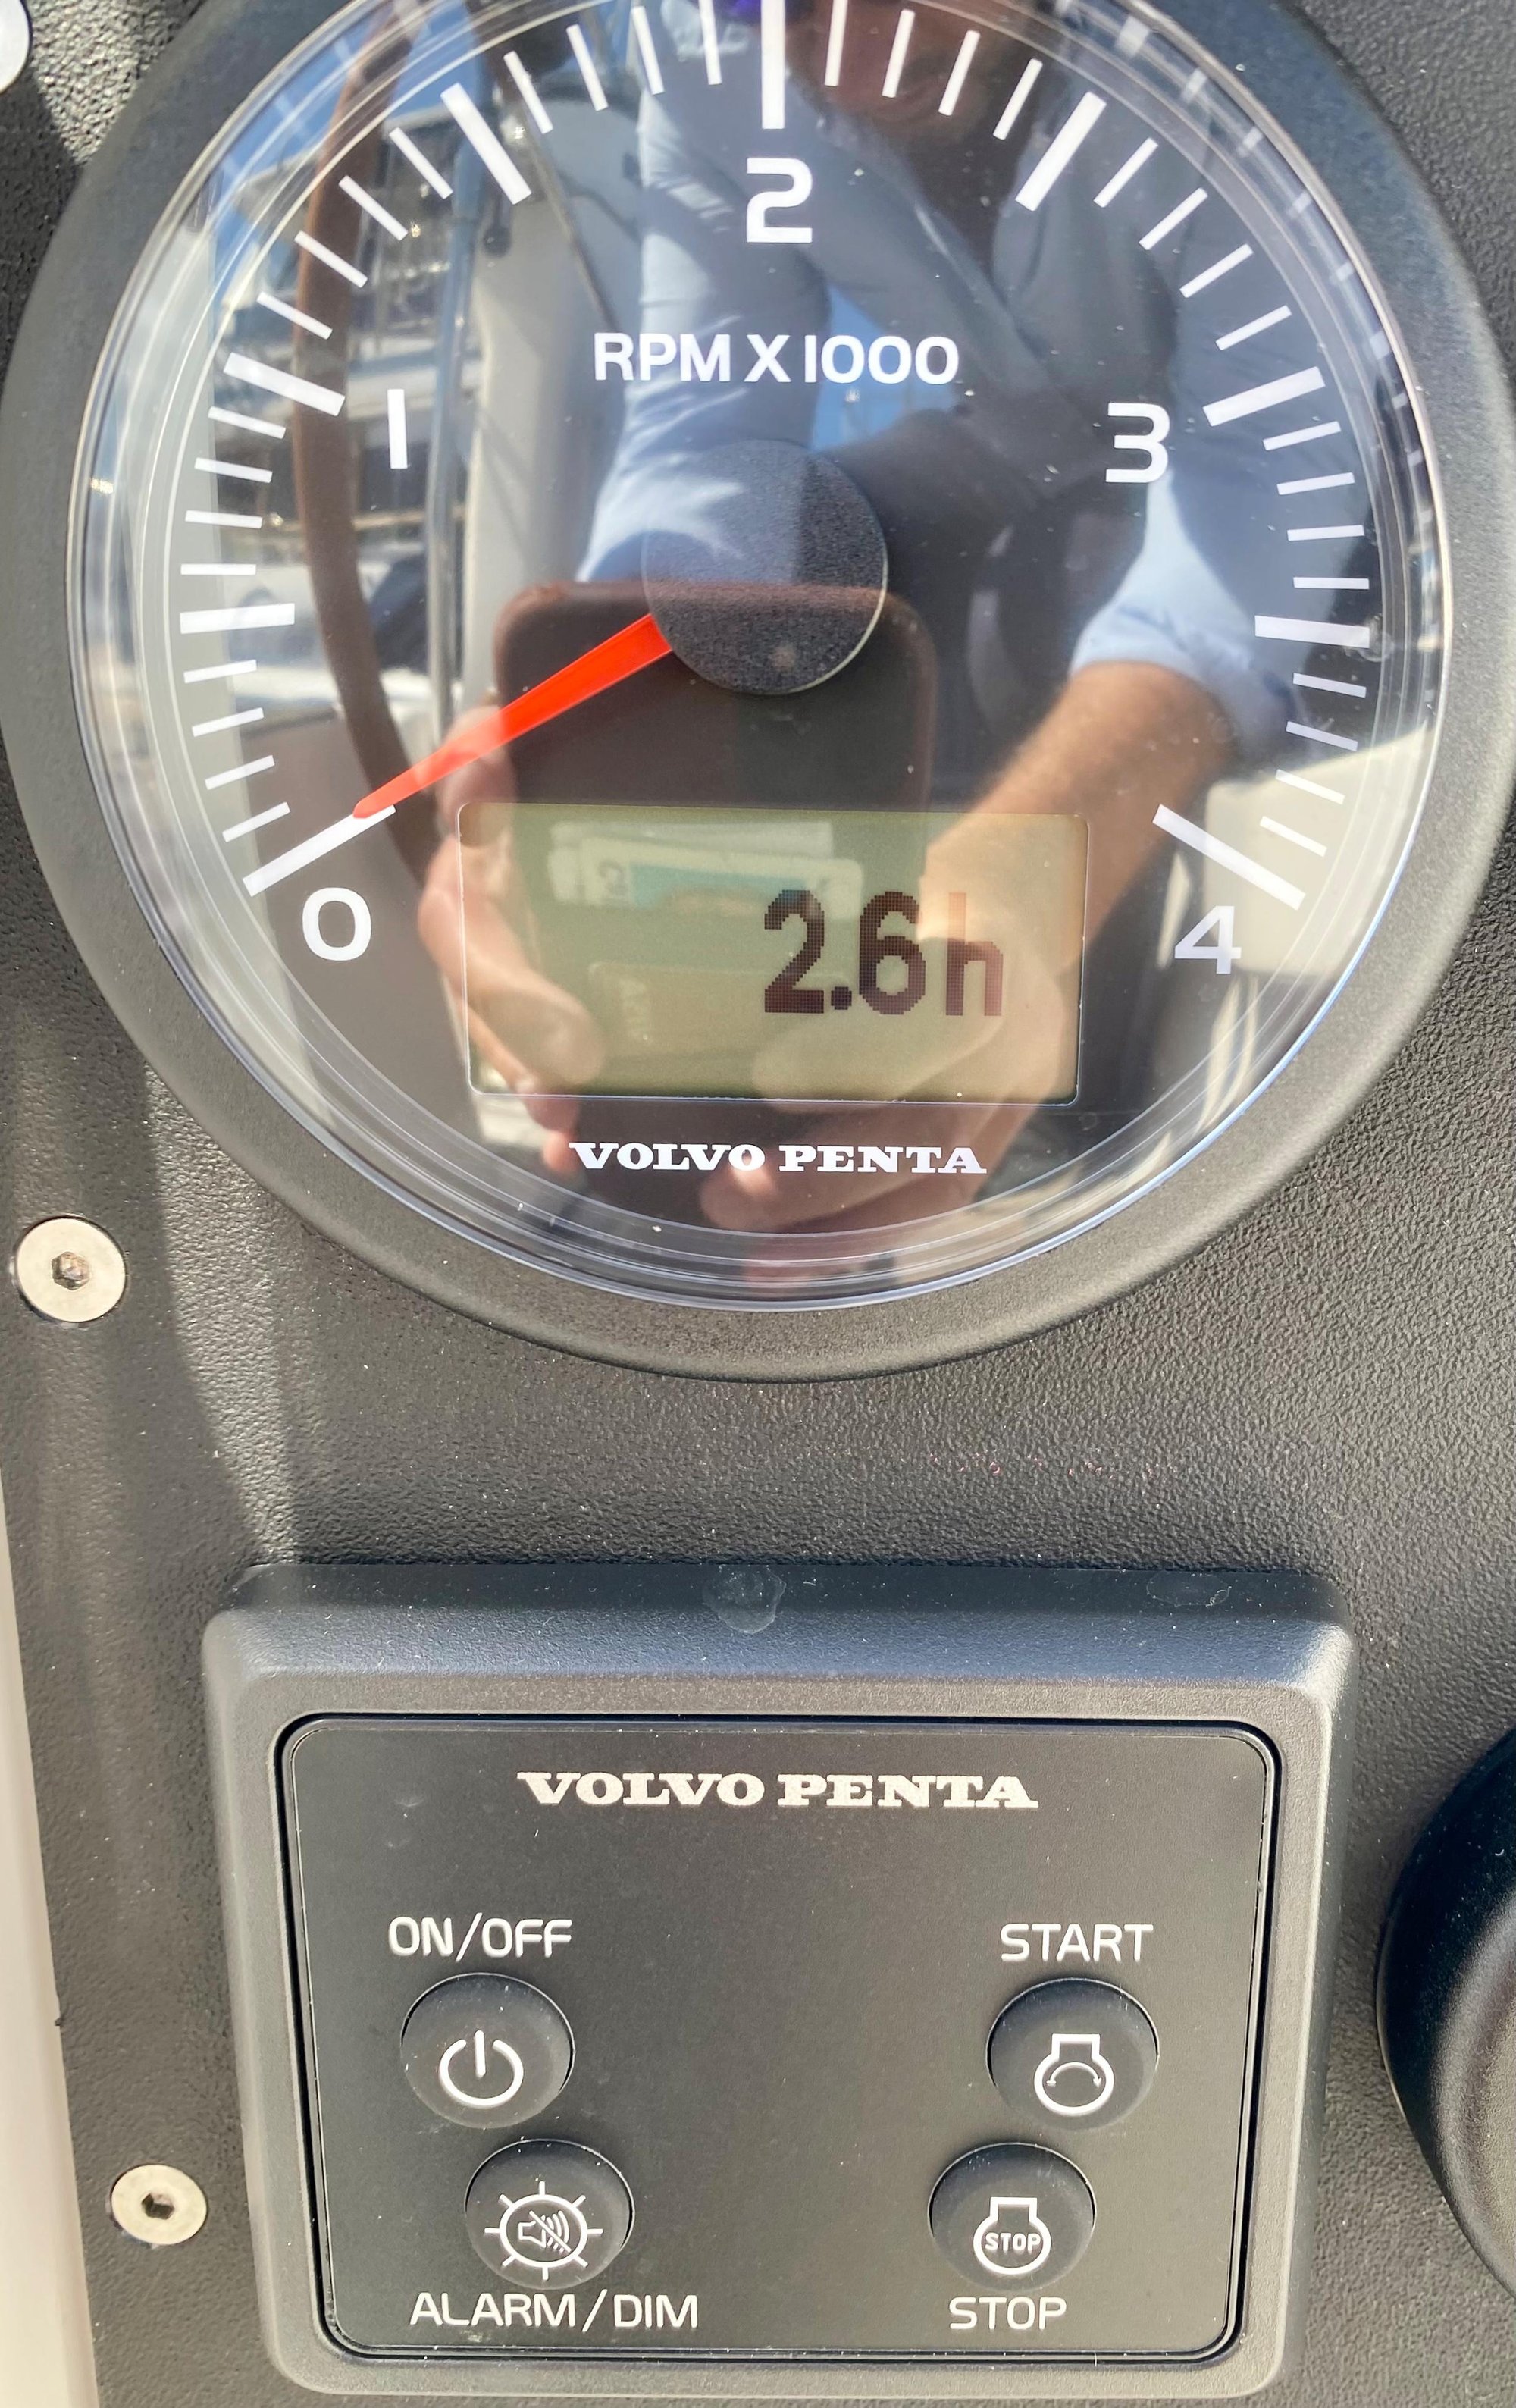 2
RPM X 1000
1
3
2.6 h
0
4
VOLVO PENTA
VOLVO PENTA
ON/OFF
START
STOP
ALARM/DIM
STOP